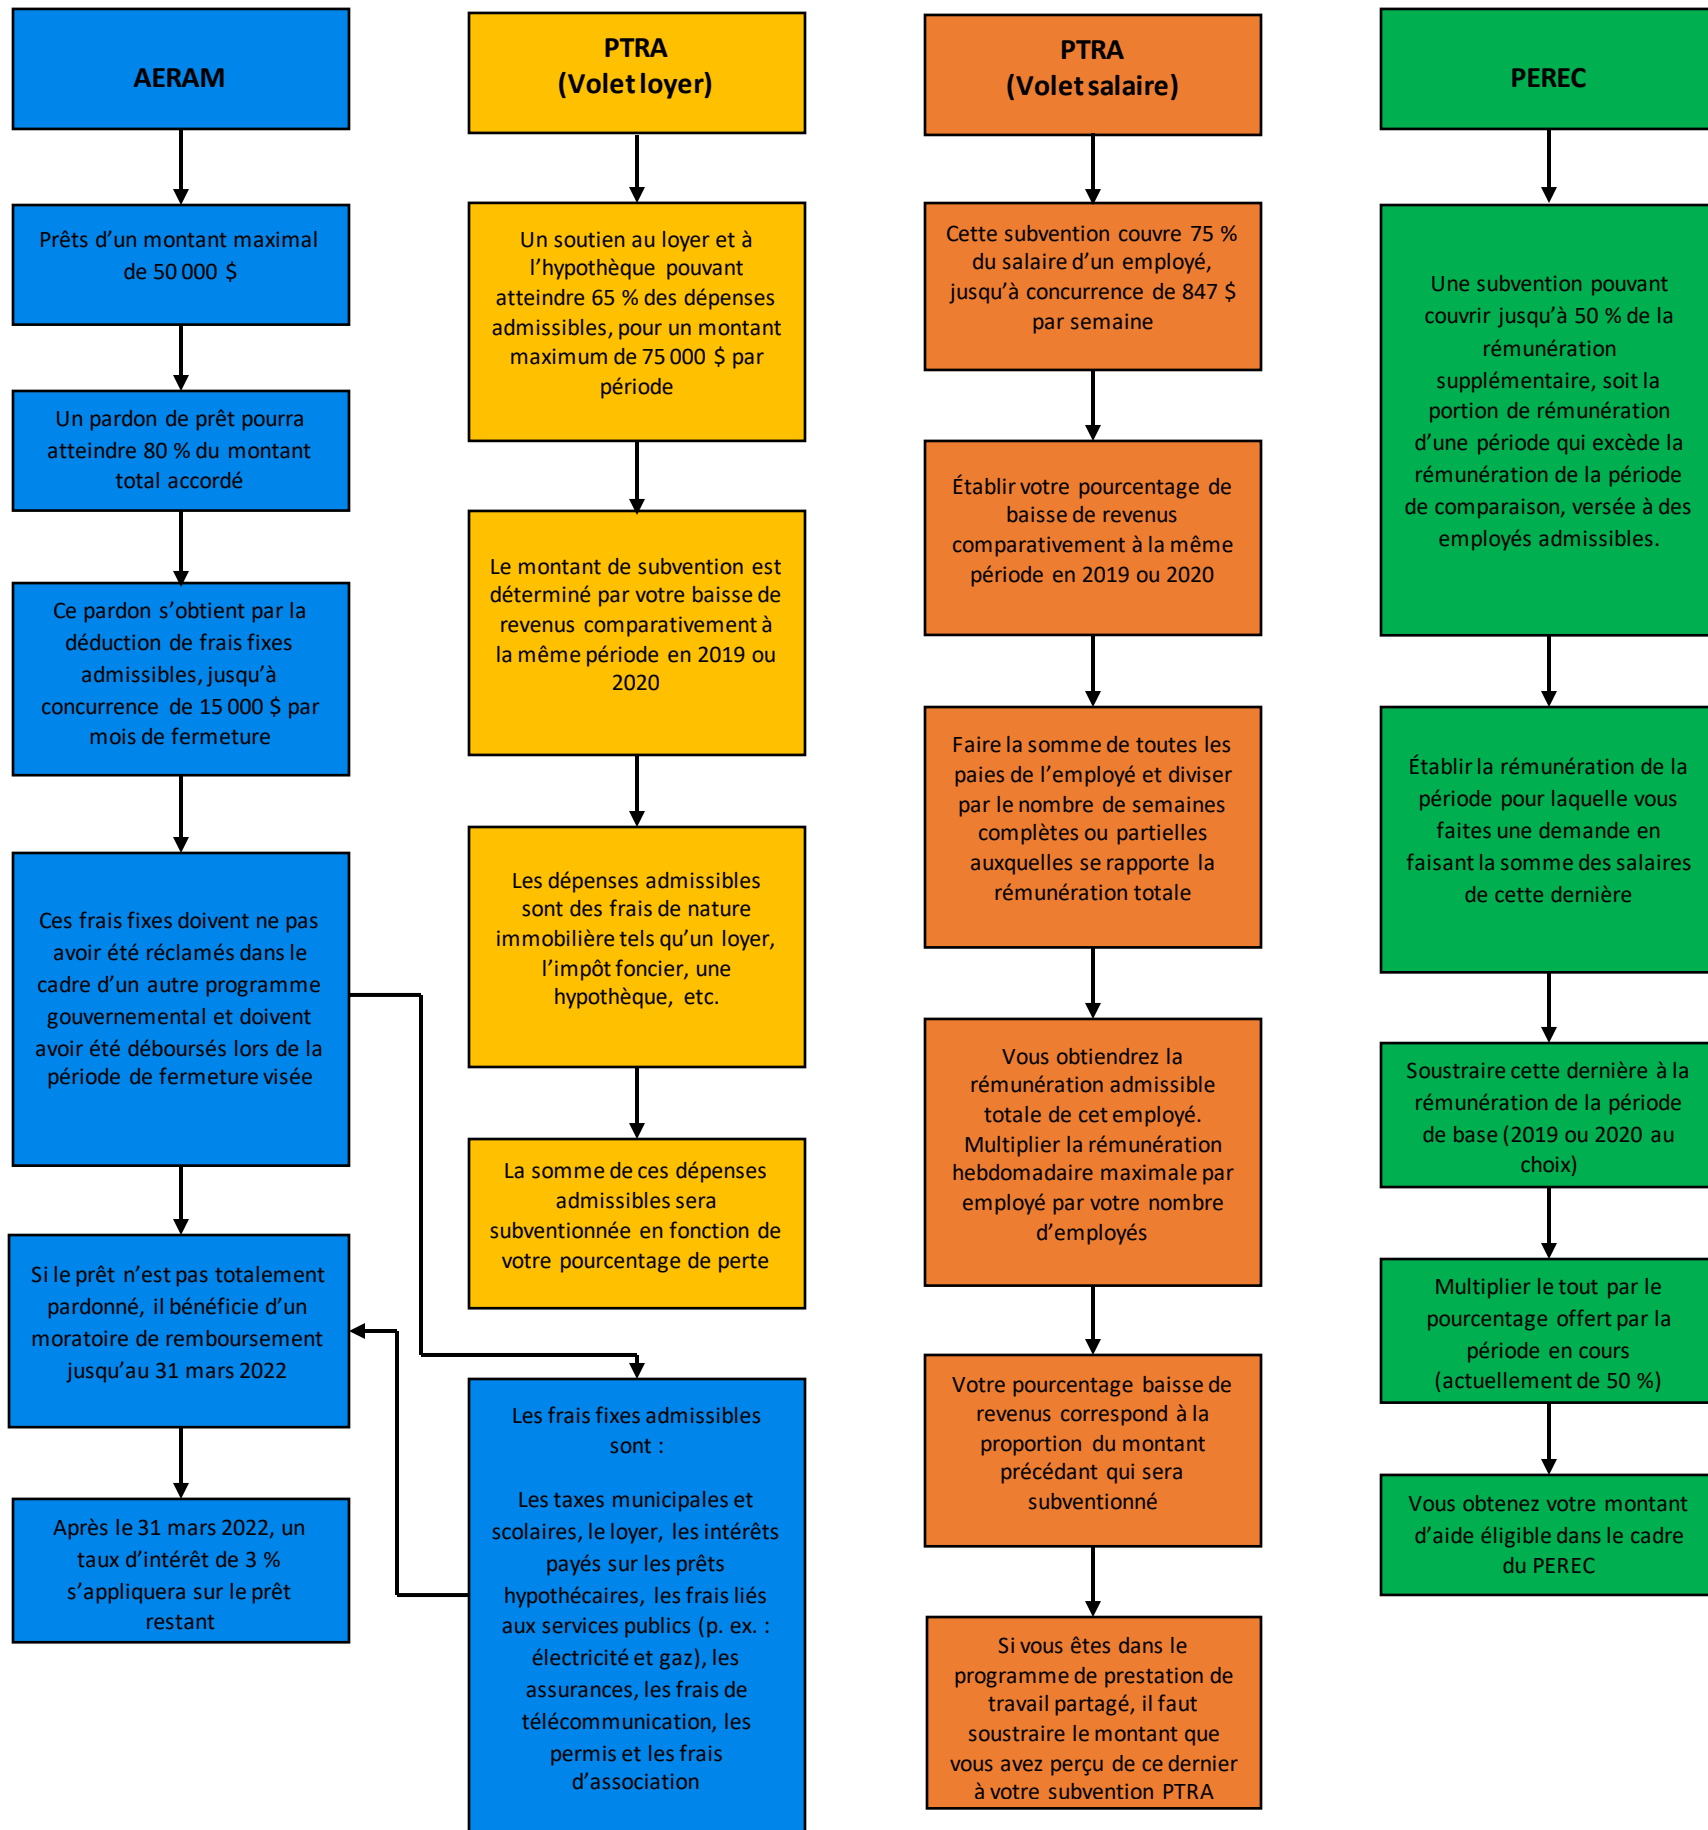 AERAM
Prêts d'un montant maximal
de 50 000 $
Un pardon de prêt pourra
atteindre 80 % du montant
total accordé
Ce pardon s'obtient par la
déduction de frais fixes
admissibles, jusqu'à
concurrence de 15 000 $ par
mois de fermeture
Ces frais fixes doivent ne pas
avoir été réclamés dans le
cadre d'un autre programme
gouvernemental et doivent
avoir été déboursés lors de la
période de fermeture visée
Si le prêt n'est pas totalement
pardonné, il bénéficie d'un
moratoire de remboursement
jusqu'au 31 mars 2022
Après le 31 mars 2022, un
taux d'intérêt de 3 %
s'appliquera sur le prêt
restant
PTRA
(Volet loyer)
Un soutien au loyer et à
l'hypothèque pouvant
atteindre 65 % des dépenses
admissibles, pour un montant
maximum de 75 000 $ par
période
Le montant de subvention est
déterminé par votre baisse de
revenus comparativement à
la même période en 2019 ou
2020
Les dépenses admissibles
sont des frais de nature
immobilière tels qu'un loyer,
l'impôt foncier, une
hypothèque, etc.
La somme de ces dépenses
admissibles sera
subventionnée en fonction de
votre pourcentage de perte
Les frais fixes admissibles
sont :
Les taxes municipales et
scolaires, le loyer, les intérêts
payés sur les prêts
hypothécaires, les frais liés
aux services publics (p. ex. :
électricité et gaz), les
assurances, les frais de
télécommunication, les
permis et les frais
d'association
PTRA
(Volet salaire)
Cette subvention couvre 75 %
du salaire d'un employé,
jusqu'à concurrence de 847 $
par semaine
Établir votre pourcentage de
baisse de revenus
comparativement à la même
période en 2019 ou 2020
Faire la somme de toutes les
paies de l'employé et diviser
par le nombre de semaines
complètes ou partielles
auxquelles se rapporte la
rémunération totale
Vous obtiendrez la
rémunération admissible
totale de cet employé.
Multiplier la rémunération
hebdomadaire maximale par
employé par votre nombre
d'employés
Votre pourcentage baisse de
revenus correspond à la
proportion du montant
précédant qui sera
subventionné
Si vous êtes dans le
programme de prestation de
travail partagé, il faut
soustraire le montant que
vous avez perçu de ce dernier
à votre subvention PTRA
PEREC
Une subvention pouvant
couvrir jusqu'à 50 % de la
rémunération
supplémentaire, soit la
portion de rémunération
d'une période qui excède la
rémunération de la période
de comparaison, versée à des
employés admissibles.
Établir la rémunération de la
période pour laquelle vous
faites une demande en
faisant la somme des salaires
de cette dernière
Soustraire cette dernière à la
rémunération de la période
de base (2019 ou 2020 au
choix)
Multiplier le tout par le
pourcentage offert par la
période en cours
(actuellement de 50 %)
Vous obtenez votre montant
d'aide éligible dans le cadre
du PEREC